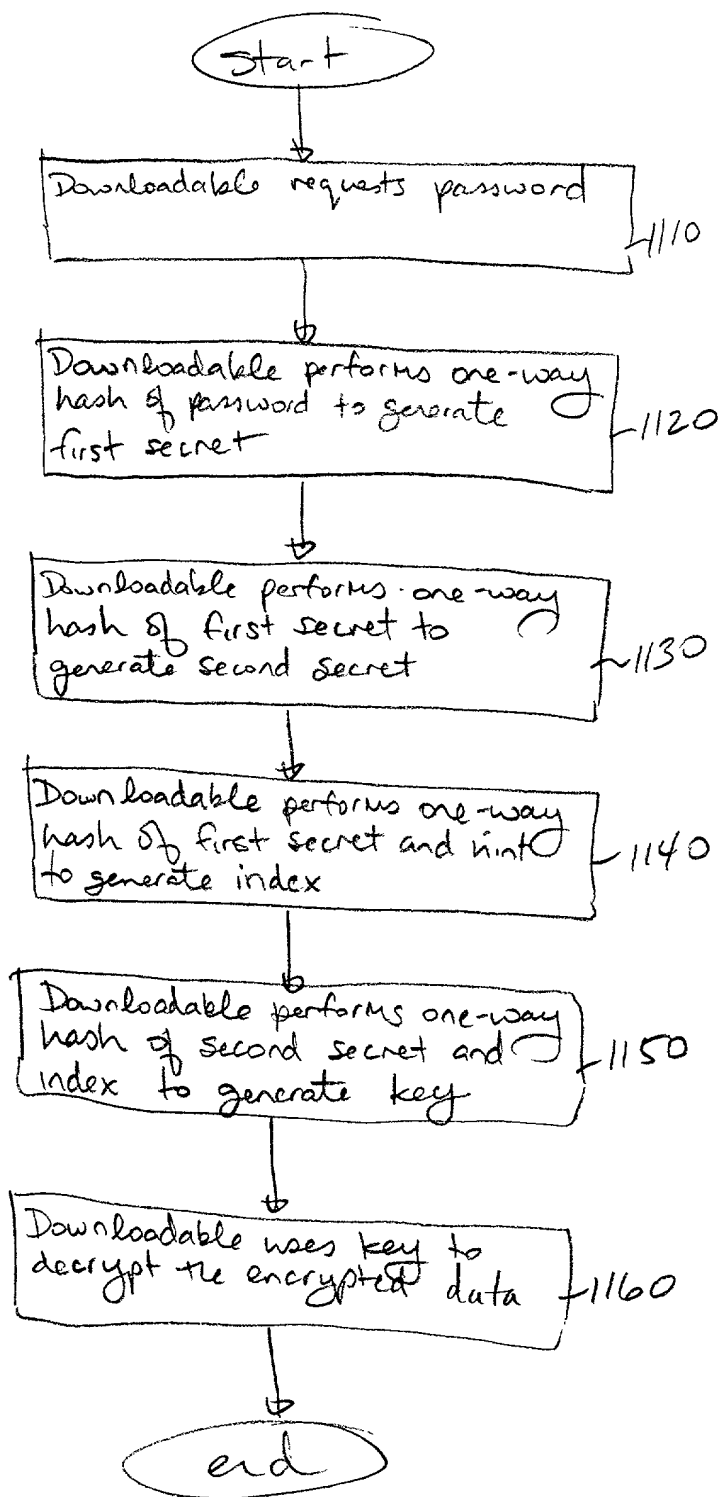 start
Downloadable requests password
1110
Downloadable performs one-way
hash of password to generate
first secret
1120
Downloadable performs one-way
hash of first secret to
generate second secret
1130
Downloadable performs one-way
hash of first secret and hint
to generate index
1140
Downloadable performs one-way
hash of second secret and
index to generate key
1150
Downloadable uses key to
decrypt the encrypted data
1160
end